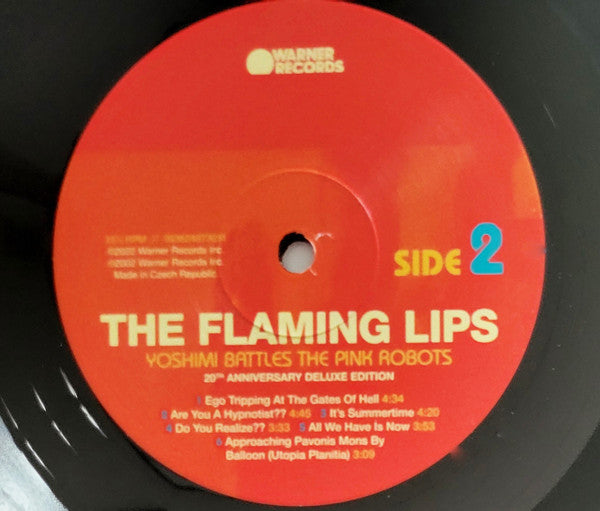 WARNER
RECORDS
℗2022 Warner Records Inc.
©2002 Warner Records Inc.
Made in Czech Republic.
SIDE 2
THE FLAMING LIPS
YOSHIMI BATTLES THE PINK ROBOTS
20TH ANNIVERSARY DELUXE EDITION
1 Ego Tripping At The Gates Of Hell 4:34
2 Are You A Hypnotist?? 4:45 3 It's Summertime 4:20
4 Do You Realize?? 3:33 5 All We Have Is Now 3:53
6 Approaching Pavonis Mons By
Balloon (Utopia Planitia) 3:09